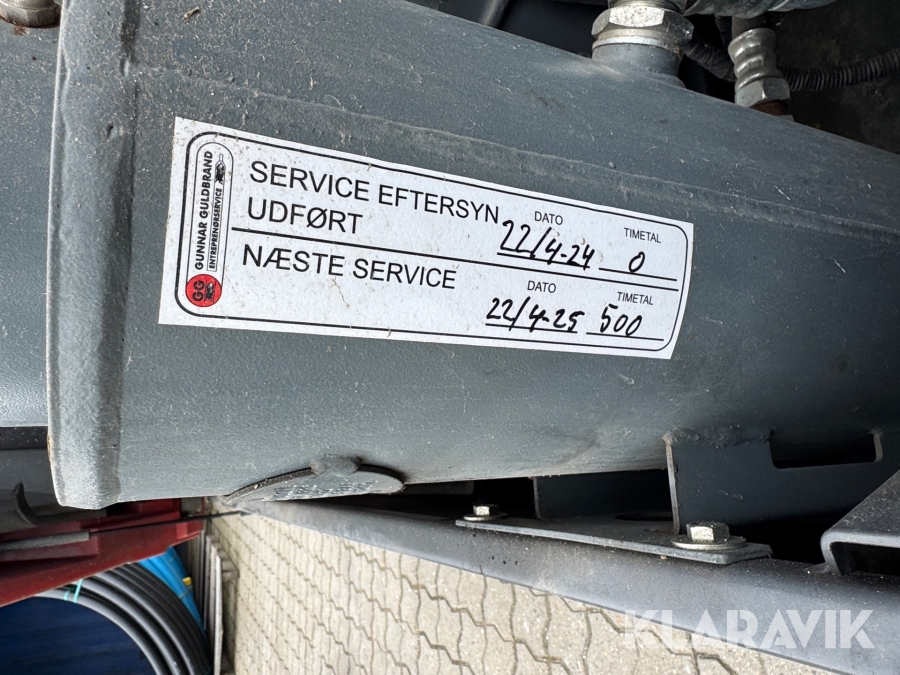 GG GUNNAR GULDBRAND
ENTREPRENØRSERVICE
SERVICE EFTERSYN
UDFØRT
DATO
22/4-24
TIMETAL
0
NÆSTE SERVICE
DATO
22/4-25
TIMETAL
500
KLARAVIK